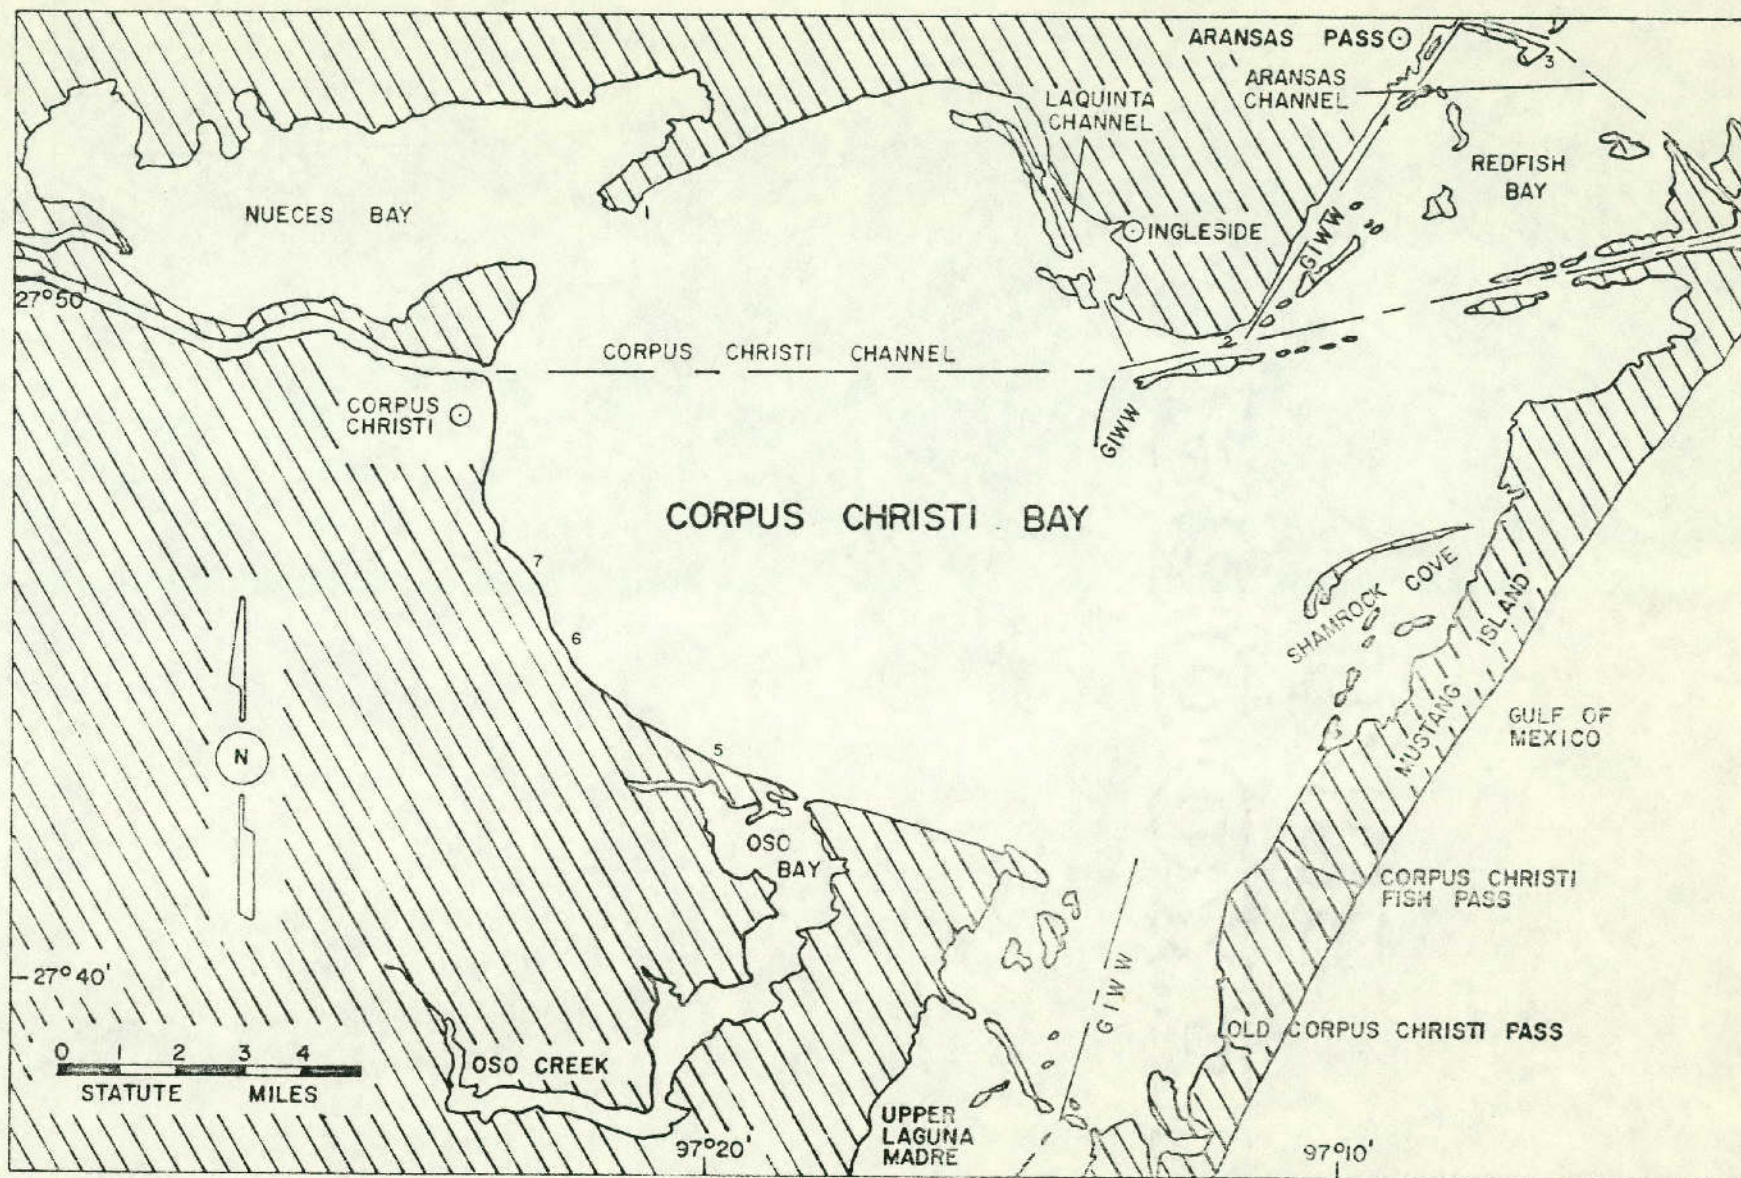 ARANSAS PASS
3
ARANSAS
CHANNEL
LAQUINTA
CHANNEL
REDFISH
BAY
NUECES BAY
1
INGLESIDE
GIWW
27°50'
2
CORPUS CHRISTI CHANNEL
CORPUS
CHRISTI
GIWW
CORPUS CHRISTI BAY
7
SHAMROCK COVE
6
MUSTANG ISLAND
GULF OF
MEXICO
N
5
OSO
BAY
CORPUS CHRISTI
FISH PASS
27°40'
GIWW
OLD CORPUS CHRISTI PASS
0 1 2 3 4
STATUTE MILES
OSO CREEK
UPPER
LAGUNA
MADRE
97°20'
97°10'